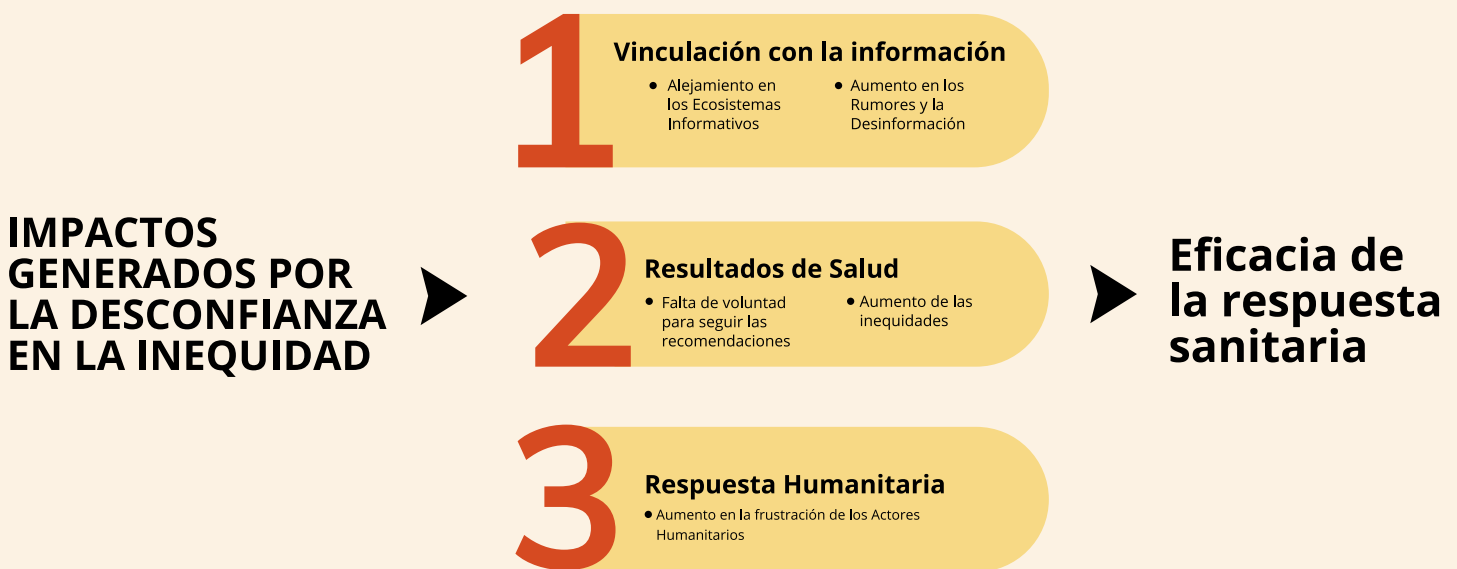 IMPACTOS
GENERADOS POR
LA DESCONFIANZA
EN LA INEQUIDAD
1
Vinculación con la información
• Alejamiento en
los Ecosistemas
Informativos
• Aumento en los
Rumores y la
Desinformación
2
Resultados de Salud
• Falta de voluntad
para seguir las
recomendaciones
• Aumento de las
inequidades
3
Respuesta Humanitaria
• Aumento en la frustración de los Actores
Humanitarios
Eficacia de
la respuesta
sanitaria